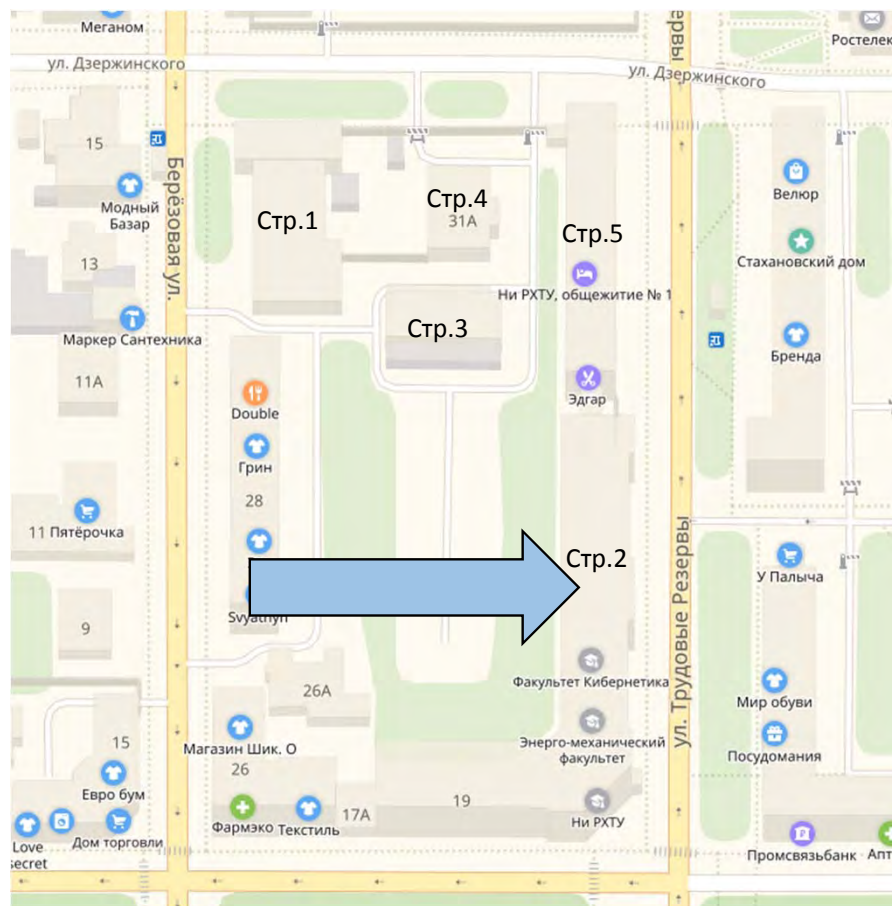 Меганом
ервы
Ростелек
ул. Дзержинского
ул. Дзержинского
15
Модный
Базар
Берёзовая ул.
Стр.1
Стр.4
31А
Стр.5
Ни РХТУ, общежитие № 1
Велюр
Стахановский дом
13
Маркер Сантехника
Стр.3
Бренда
11А
Double
Эдгар
Грин
28
11 Пятёрочка
Стр.2
ул. Трудовые Резервы
У Палыча
Svyatnyn
9
Факультет Кибернетика
26А
Мир обуви
Магазин Шик. О
Энерго-механический
факультет
15
Посудомания
26
Евро бум
17А
19
Фармэко
Текстиль
Ни РХТУ
Love
secret
Дом торговли
Промсвязьбанк
Апт